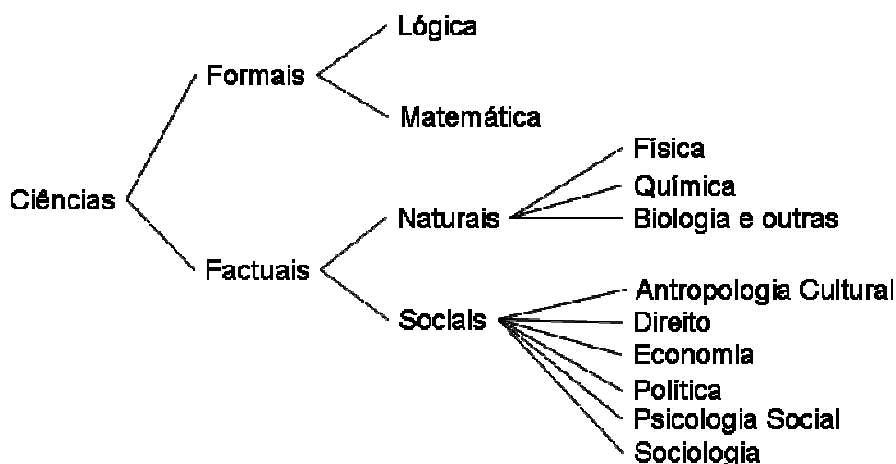 Ciências
Formais
Lógica
Matemática
Factuais
Naturais
Física
Química
Biologia e outras
Sociais
Antropologia Cultural
Direito
Economia
Política
Psicologia Social
Sociologia